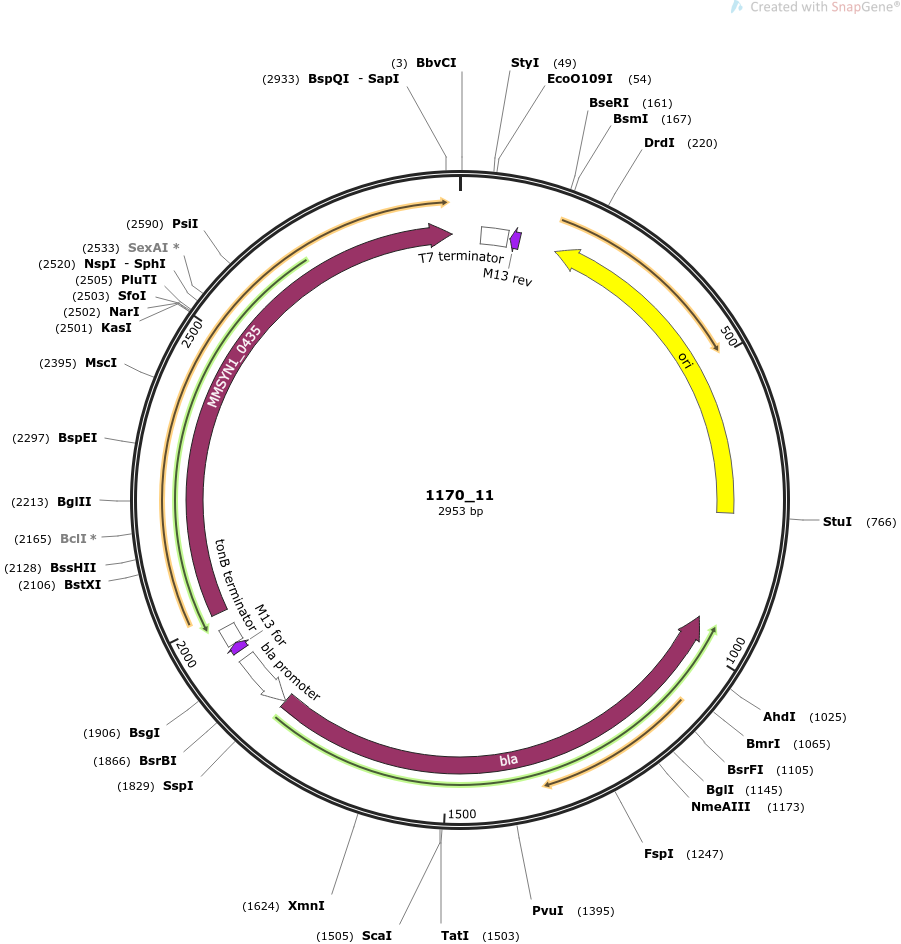 Created with SnapGene®
(3) BbvCI
StyI (49)
(2933) BspQI - SapI
EcoO109I (54)
BseRI (161)
BsmI (167)
DrdI (220)
(2590) PsiI
(2533) SexAI *
(2520) NspI - SphI
(2505) PluTI
(2503) SfoI
(2502) NarI
(2501) KasI
(2395) MscI
(2297) BspEI
(2213) BglII
(2165) BclI *
(2128) BssHII
(2106) BstXI
T7 terminator
M13 rev
2500
MMSYN1_0435
500
ori
1170_11
2953 bp
StuI (766)
tonB terminator
M13 for
bla promoter
2000
1000
(1906) BsgI
(1866) BsrBI
(1829) SspI
AhdI (1025)
BmrI (1065)
BsrFI (1105)
BglI (1145)
NmeAIII (1173)
bla
1500
FspI (1247)
(1624) XmnI
PvuI (1395)
(1505) ScaI
TatI (1503)